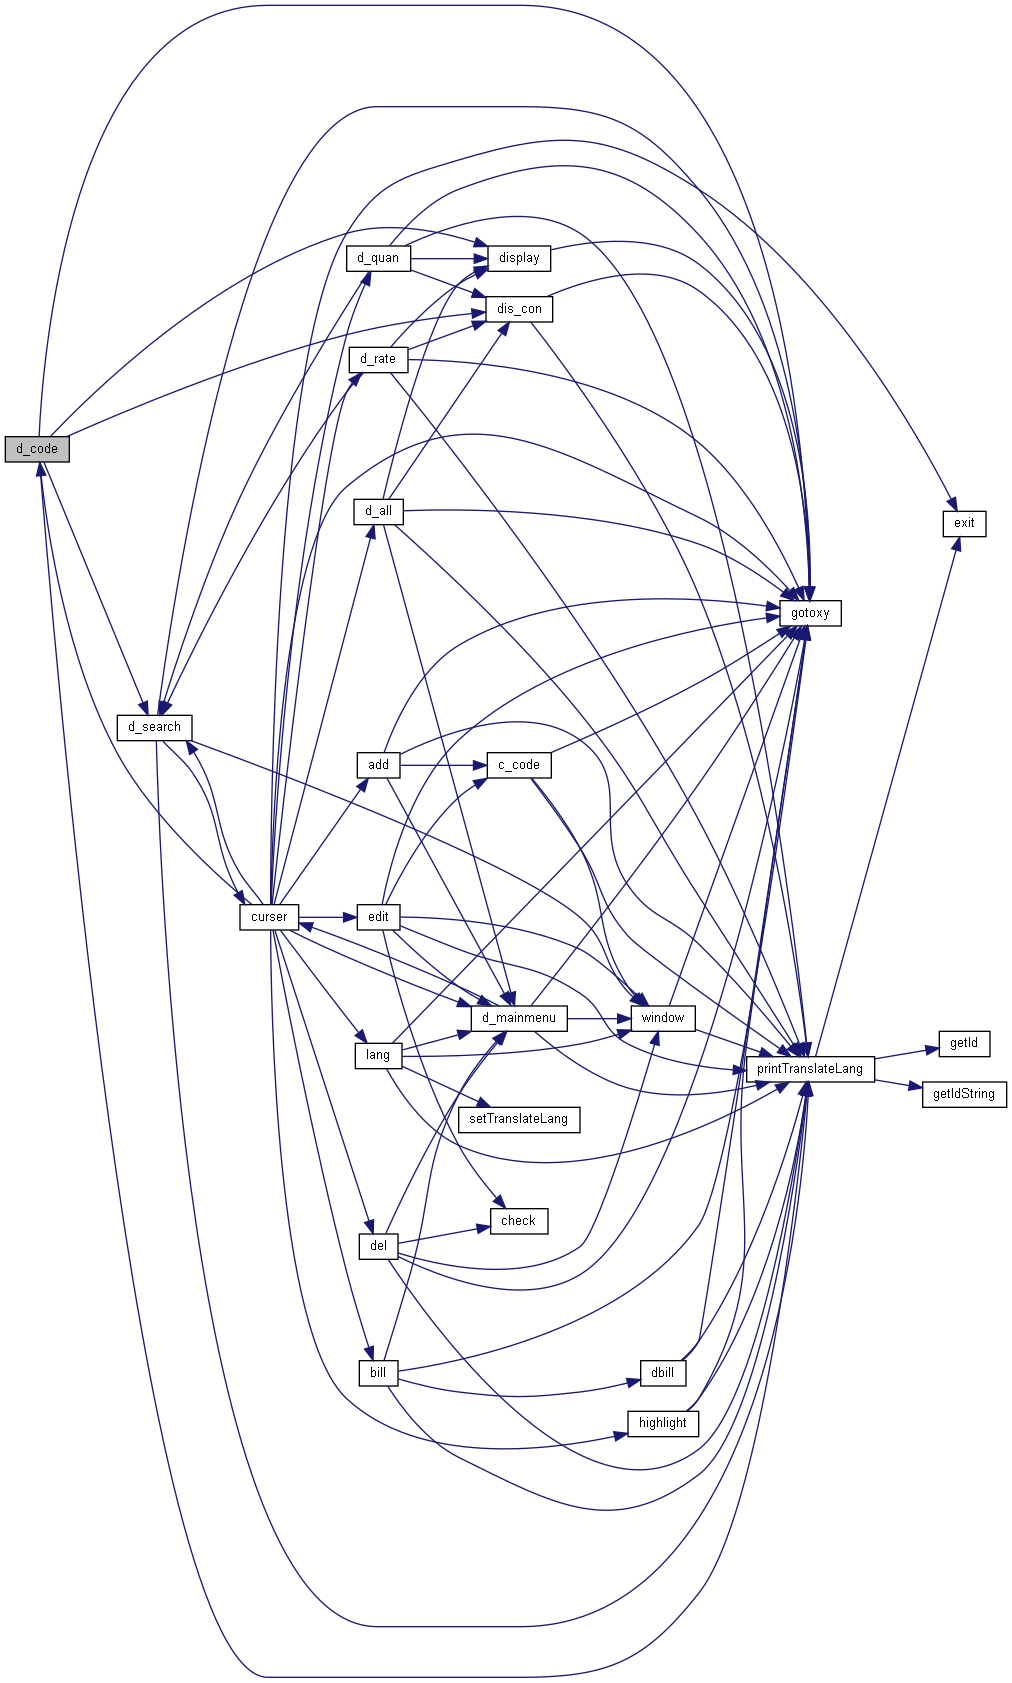 d_code
d_search
curser
d_quan
d_rate
d_all
add
edit
lang
del
bill
display
dis_con
c_code
d_mainmenu
setTranslateLang
check
window
dbill
highlight
gotoxy
printTranslateLang
exit
getId
getIdString